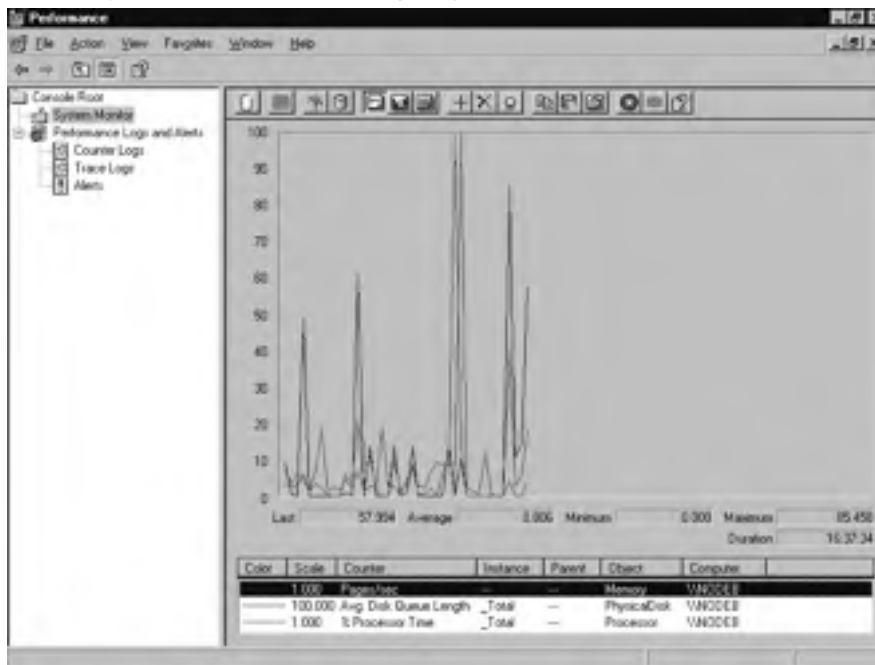 Performance
File Action View Favorites Window Help
Console Root
System Monitor
Performance Logs and Alerts
Counter Logs
Trace Logs
Alerts
100
90
80
70
60
50
40
30
20
10
0
Last 57.994 Average 0.806 Minimum 0.000 Maximum 85.458
Duration 16:37:34
Color Scale Counter Instance Parent Object Computer
1.000 Pages/sec --- --- Memory \\NODEB
100.000 Avg. Disk Queue Length _Total --- PhysicalDisk \\NODEB
1.000 % Processor Time _Total --- Processor \\NODEB